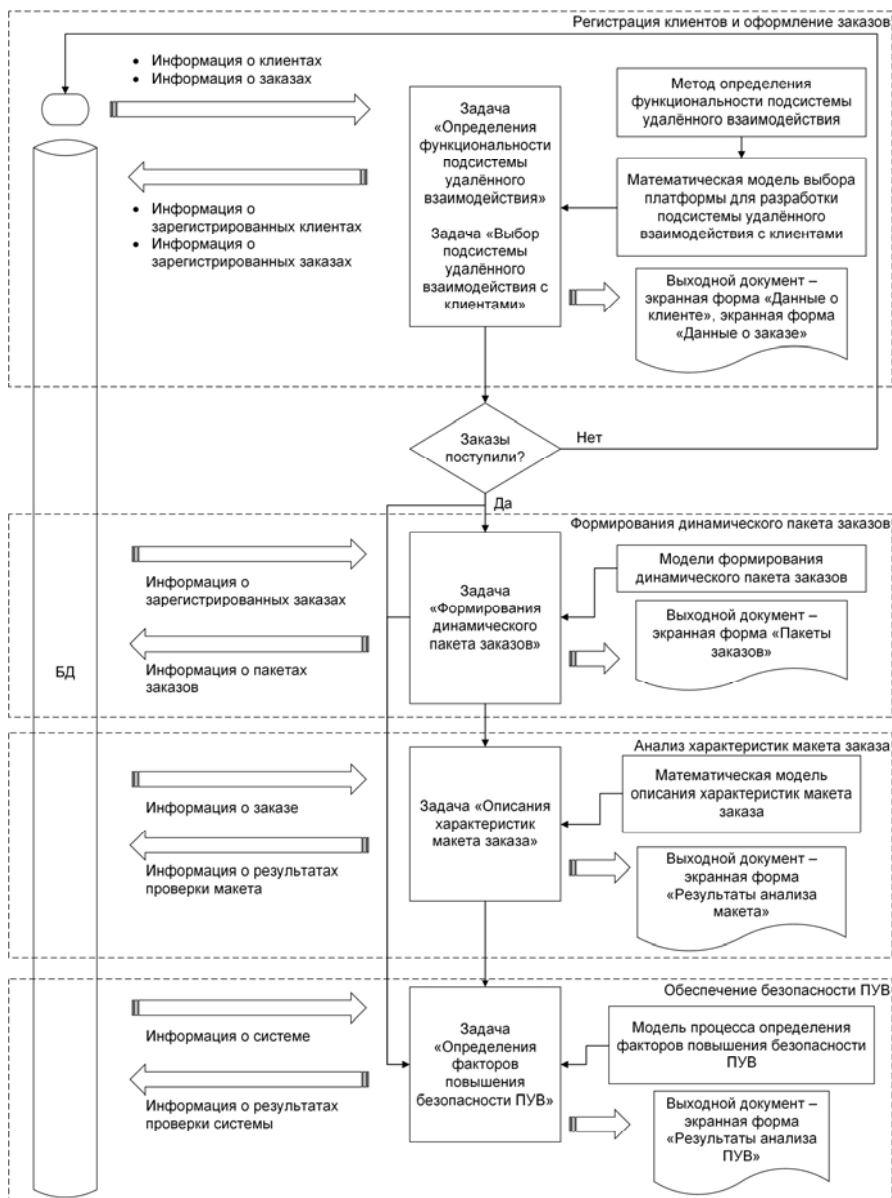 Регистрация клиентов и оформление заказов
• Информация о клиентах
• Информация о заказах
Задача
«Определения
функциональности
подсистемы
удалённого
взаимодействия»
Задача «Выбор
подсистемы
удалённого
взаимодействия с
клиентами»
Метод определения
функциональности подсистемы
удалённого взаимодействия
Математическая модель выбора
платформы для разработки
подсистемы удалённого
взаимодействия с клиентами
• Информация о
зарегистрированных клиентах
• Информация о
зарегистрированных заказах
Выходной документ –
экранная форма «Данные о
клиенте», экранная форма
«Данные о заказе»
Заказы
поступили?
Нет
Да
Формирования динамического пакета заказов
Информация о
зарегистрированных заказах
Задача
«Формирования
динамического
пакета заказов»
Модели формирования
динамического пакета заказов
Выходной документ –
экранная форма «Пакеты
заказов»
Информация о пакетах
заказов
БД
Анализ характеристик макета заказа
Информация о заказе
Задача «Описания
характеристик
макета заказа»
Математическая модель
описания характеристик макета
заказа
Информация о результатах
проверки макета
Выходной документ –
экранная форма
«Результаты анализа
макета»
Обеспечение безопасности ПУВ
Информация о системе
Задача
«Определения
факторов
повышения
безопасности ПУВ»
Модель процесса определения
факторов повышения безопасности
ПУВ
Информация о результатах
проверки системы
Выходной документ –
экранная форма
«Результаты анализа
ПУВ»